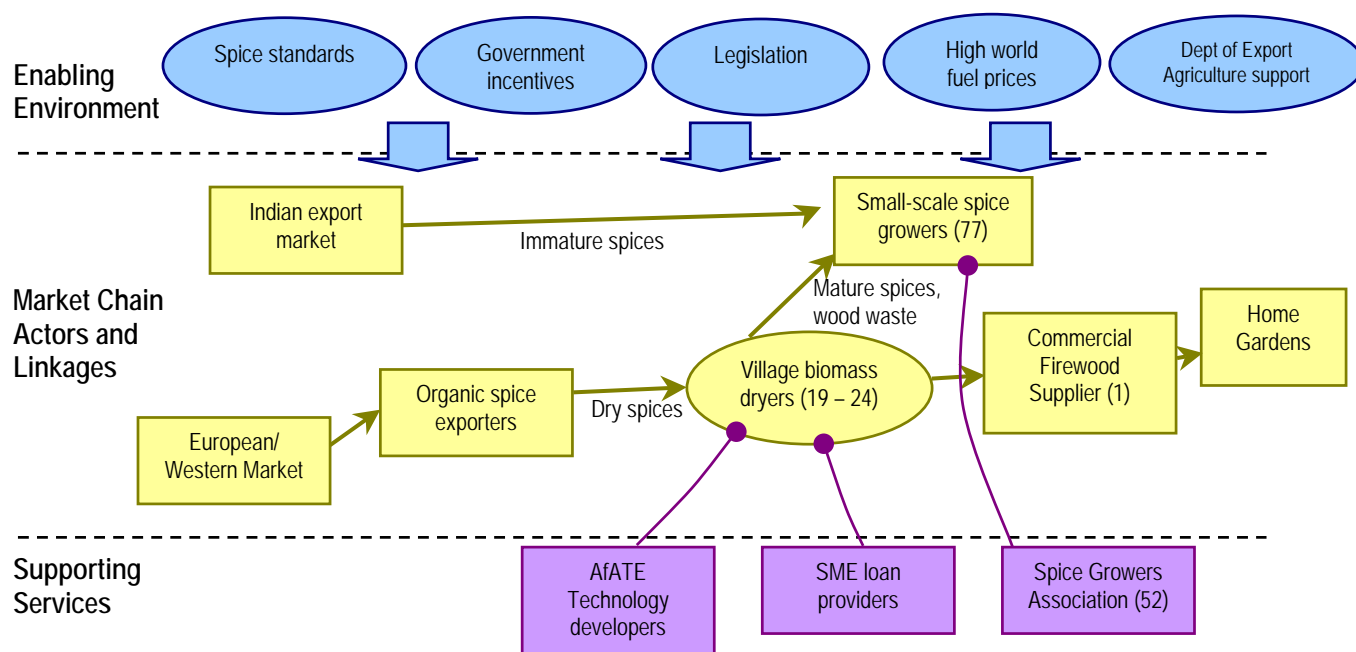 Enabling
Environment
Spice standards
Government
incentives
Legislation
High world
fuel prices
Dept of Export
Agriculture support
Market Chain
Actors and
Linkages
Indian export
market
Immature spices
Small-scale spice
growers (77)
Mature spices,
wood waste
Home
Gardens
Commercial
Firewood
Supplier (1)
Village biomass
dryers (19 – 24)
Dry spices
Organic spice
exporters
European/
Western Market
Supporting
Services
AfATE
Technology
developers
SME loan
providers
Spice Growers
Association (52)